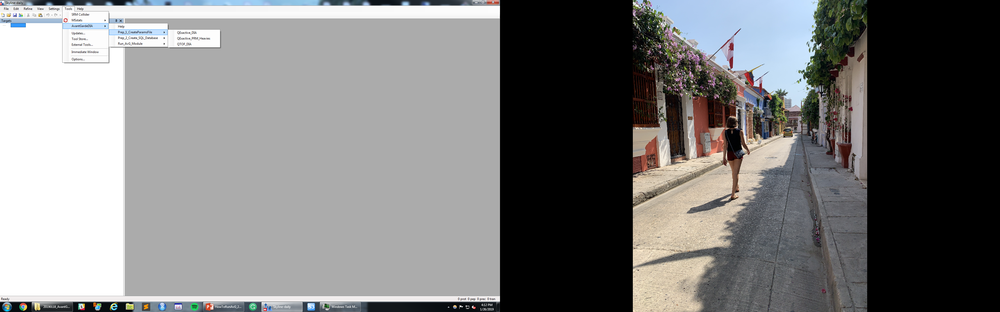 Skyline-daily
File Edit Refine View Settings Tools Help
Targets
SRM Collider
MSstats
AvantGardeDIA
Updates...
Tool Store...
External Tools...
Immediate Window
Options...
Help
Prep_1_CreateParamsFile
Prep_2_Create_SQL_Database
Run_AvG_Module
QExactive_DIA
QExactive_PRM_Heavies
QTOF_DIA
Ready
0 prot 0 pep 0 prec 0 tran
20190118_AvantG...
HowToRunAvG_2...
Skyline-daily
S3
Windows Task M...
4:12 PM
1/26/2019